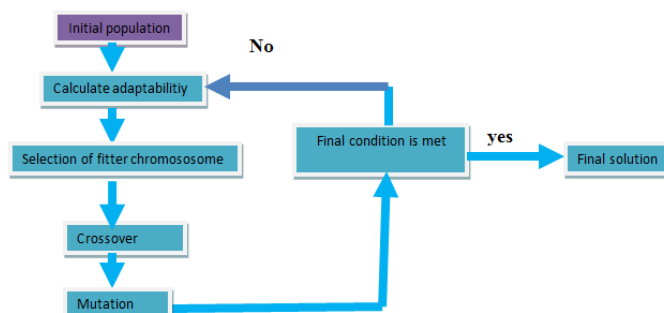 Initial population
No
Calculate adaptabilitiy
Selection of fitter chromososome
Final condition is met
yes
Final solution
Crossover
Mutation